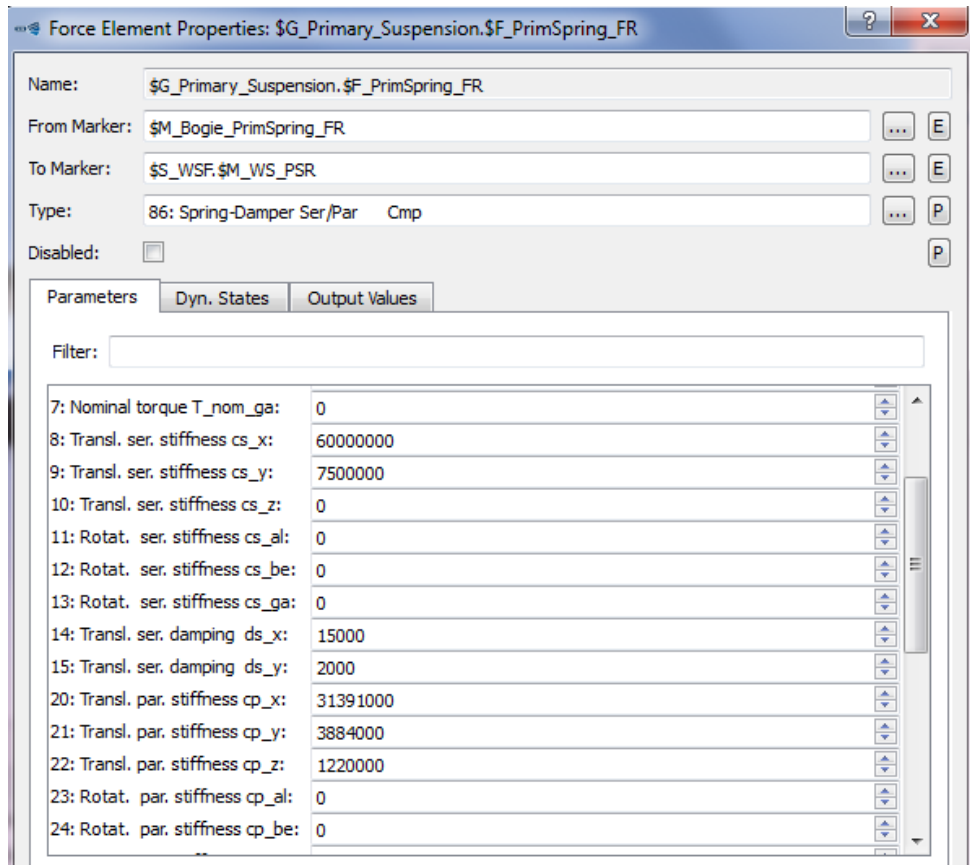 Force Element Properties: $G_Primary_Suspension.$F_PrimSpring_FR
? X
Name: $G_Primary_Suspension.$F_PrimSpring_FR
From Marker: $M_Bogie_PrimSpring_FR ... E
To Marker: $S_WSF.$M_WS_PSR ... E
Type: 86: Spring-Damper Ser/Par Cmp ... P
Disabled: P
Parameters Dyn. States Output Values
Filter:
7: Nominal torque T_nom_ga: 0
8: Transl. ser. stiffness cs_x: 60000000
9: Transl. ser. stiffness cs_y: 7500000
10: Transl. ser. stiffness cs_z: 0
11: Rotat. ser. stiffness cs_al: 0
12: Rotat. ser. stiffness cs_be: 0
13: Rotat. ser. stiffness cs_ga: 0
14: Transl. ser. damping ds_x: 15000
15: Transl. ser. damping ds_y: 2000
20: Transl. par. stiffness cp_x: 31391000
21: Transl. par. stiffness cp_y: 3884000
22: Transl. par. stiffness cp_z: 1220000
23: Rotat. par. stiffness cp_al: 0
24: Rotat. par. stiffness cp_be: 0